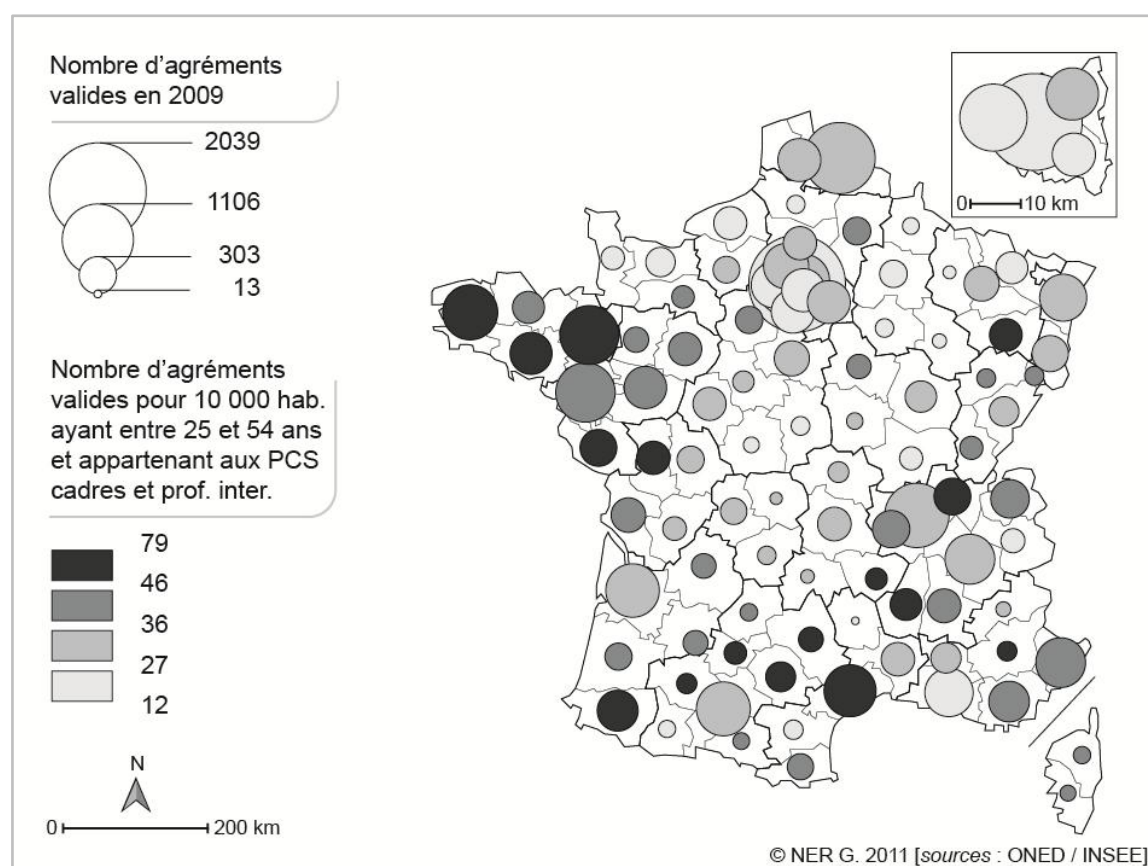 Nombre d'agréments
valides en 2009
2039
1106
303
13
Nombre d'agréments
valides pour 10 000 hab.
ayant entre 25 et 54 ans
et appartenant aux PCS
cadres et prof. inter.
79
46
36
27
12
N
0 200 km
0 10 km
© NER G. 2011 [sources : ONED / INSEE]